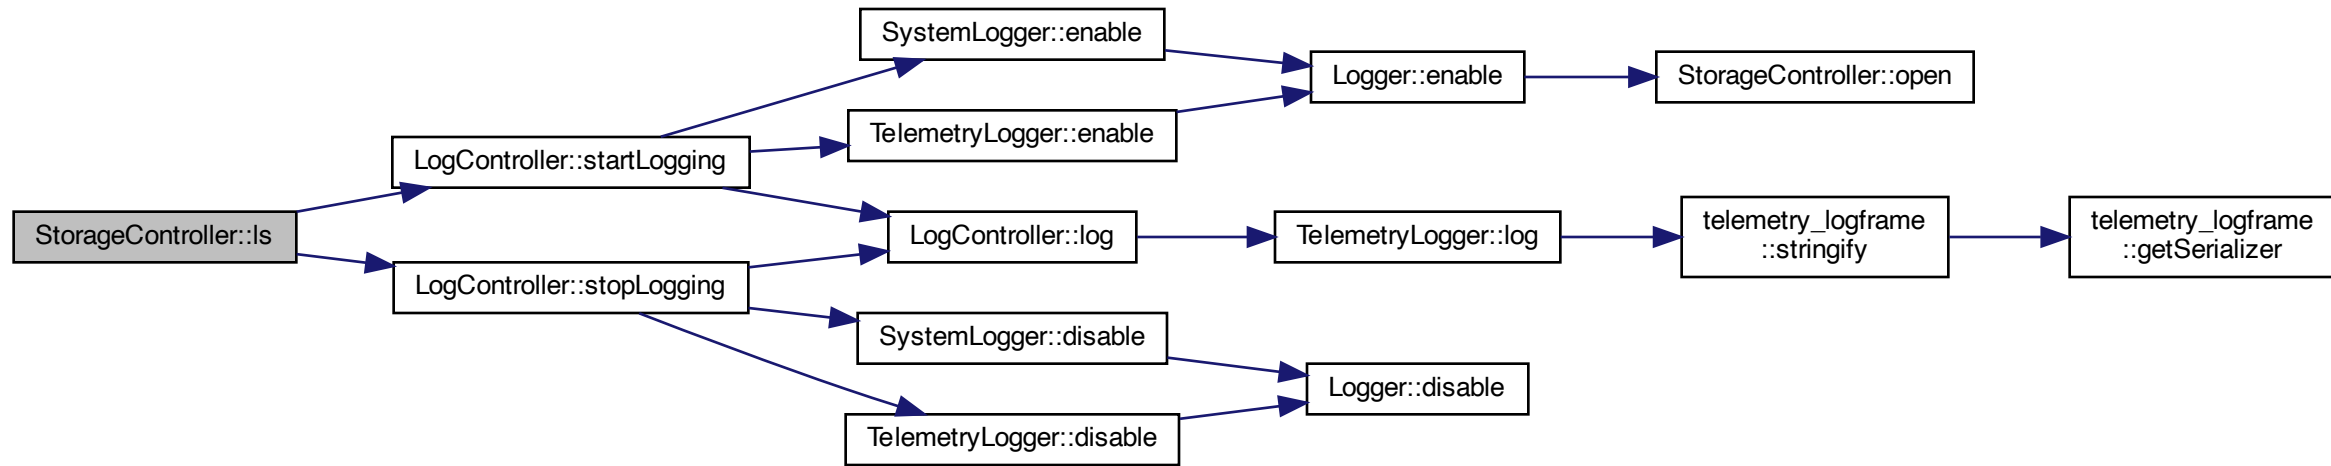 SystemLogger::enable
Logger::enable
StorageController::open
TelemetryLogger::enable
LogController::startLogging
StorageController::ls
LogController::log
TelemetryLogger::log
telemetry_logframe
::stringify
telemetry_logframe
::getSerializer
LogController::stopLogging
SystemLogger::disable
Logger::disable
TelemetryLogger::disable